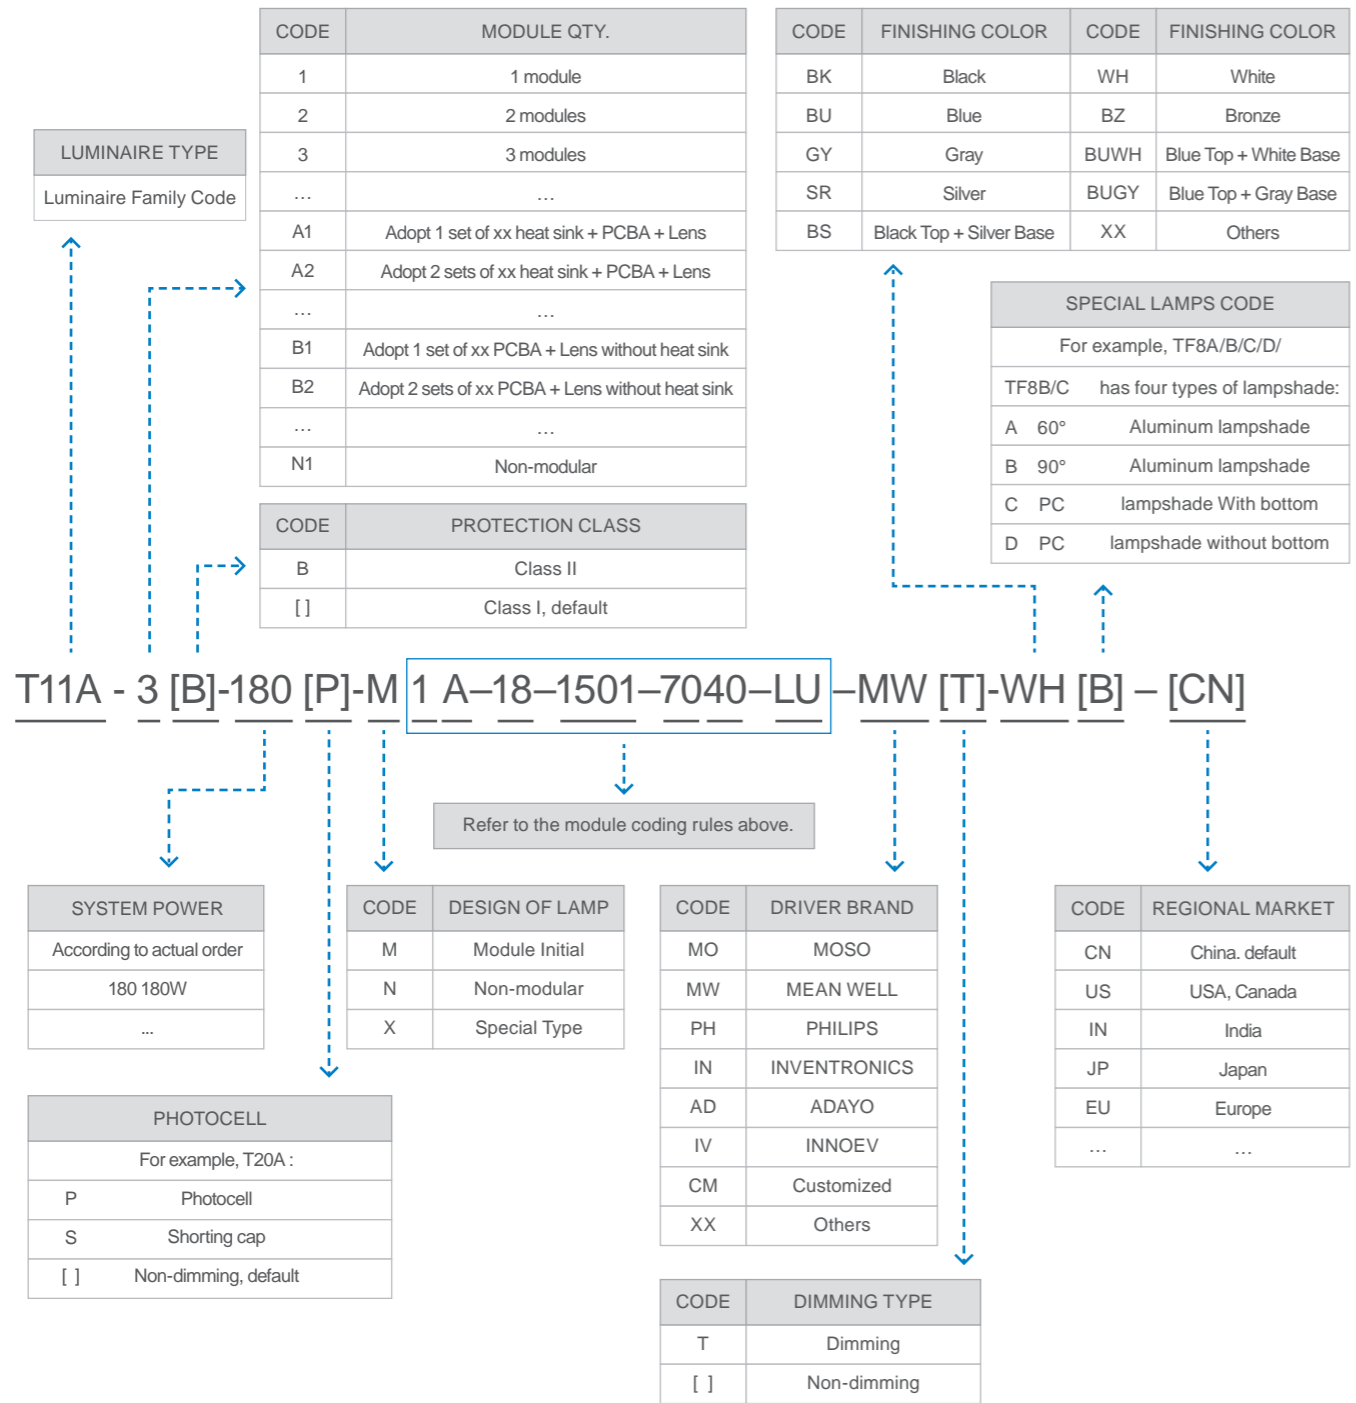 CODE MODULE QTY.
1 1 module
2 2 modules
3 3 modules
… …
A1 Adopt 1 set of xx heat sink + PCBA + Lens
A2 Adopt 2 sets of xx heat sink + PCBA + Lens
… …
B1 Adopt 1 set of xx PCBA + Lens without heat sink
B2 Adopt 2 sets of xx PCBA + Lens without heat sink
… …
N1 Non-modular
CODE FINISHING COLOR CODE FINISHING COLOR
BK Black WH White
BU Blue BZ Bronze
GY Gray BUWH Blue Top + White Base
SR Silver BUGY Blue Top + Gray Base
BS Black Top + Silver Base XX Others
LUMINAIRE TYPE
Luminaire Family Code
SPECIAL LAMPS CODE
For example, TF8A/B/C/D/
TF8B/C has four types of lampshade:
A 60° Aluminum lampshade
B 90° Aluminum lampshade
C PC lampshade With bottom
D PC lampshade without bottom
CODE PROTECTION CLASS
B Class II
[ ] Class I, default
T11A - 3 [B]-180 [P]-M 1 A–18–1501–7040–LU –MW [T]-WH [B] – [CN]
Refer to the module coding rules above.
SYSTEM POWER
According to actual order
180 180W
...
CODE DESIGN OF LAMP
M Module Initial
N Non-modular
X Special Type
CODE DRIVER BRAND
MO MOSO
MW MEAN WELL
PH PHILIPS
IN INVENTRONICS
AD ADAYO
IV INNOEV
CM Customized
XX Others
CODE REGIONAL MARKET
CN China. default
US USA, Canada
IN India
JP Japan
EU Europe
… …
PHOTOCELL
For example, T20A :
P Photocell
S Shorting cap
[ ] Non-dimming, default
CODE DIMMING TYPE
T Dimming
[ ] Non-dimming